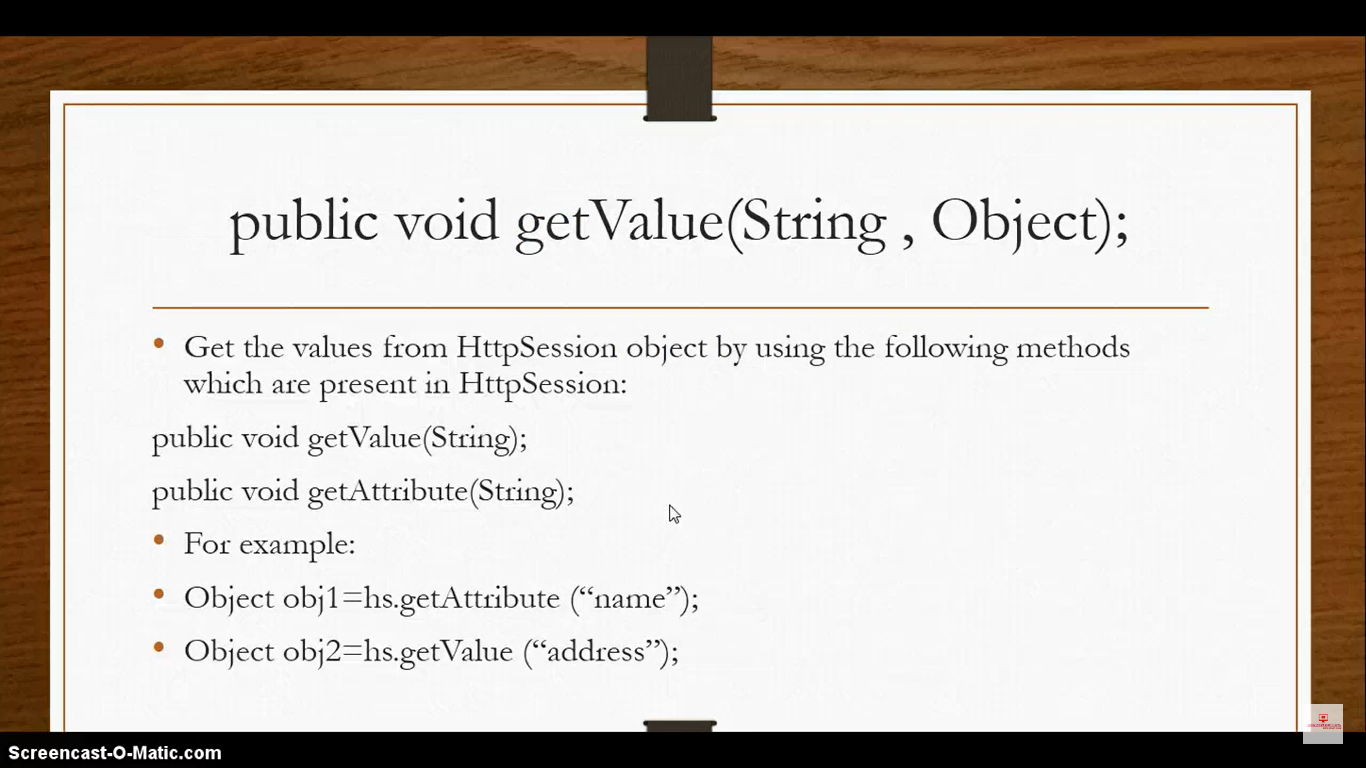 public void getValue(String , Object);
Get the values from HttpSession object by using the following methods
which are present in HttpSession:
public void getValue(String);
public void getAttribute(String);
For example:
Object obj1=hs.getAttribute (“name”);
Object obj2=hs.getValue (“address”);
Screencast-O-Matic.com